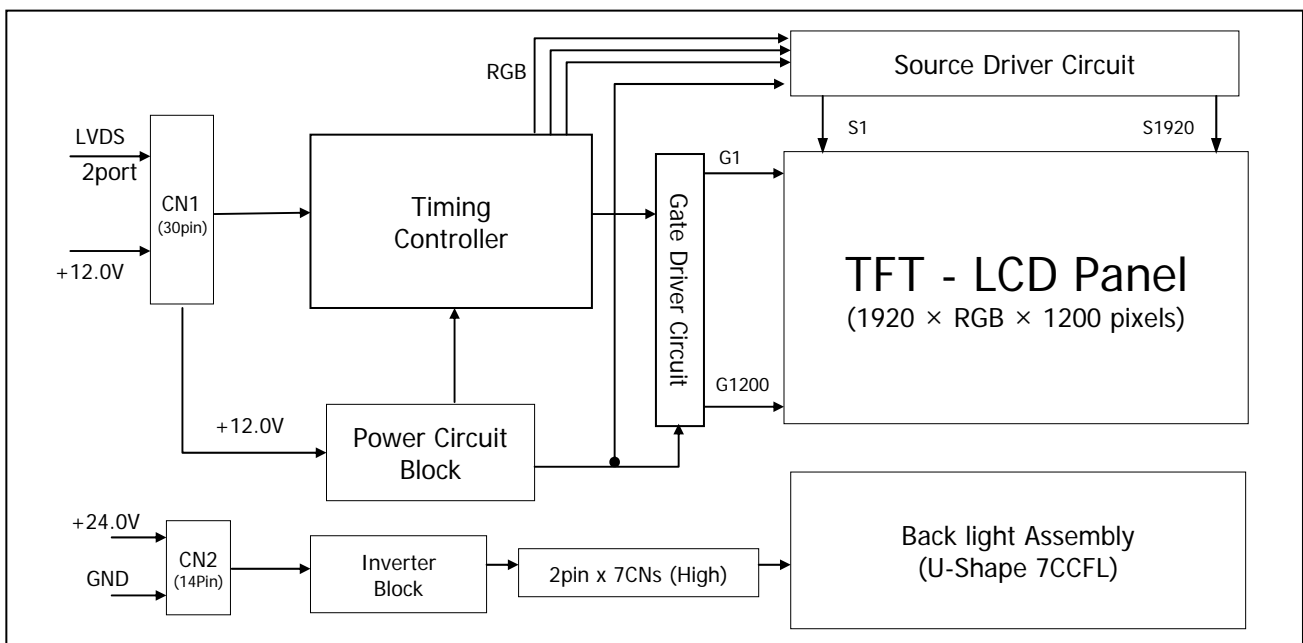 RGB
Source Driver Circuit
S1
S1920
LVDS
2port
CN1
(30pin)
+12.0V
Timing
Controller
Gate Driver Circuit
G1
G1200
TFT - LCD Panel
(1920 × RGB × 1200 pixels)
+12.0V
Power Circuit
Block
+24.0V
GND
CN2
(14Pin)
Inverter
Block
2pin x 7CNs (High)
Back light Assembly
(U-Shape 7CCFL)